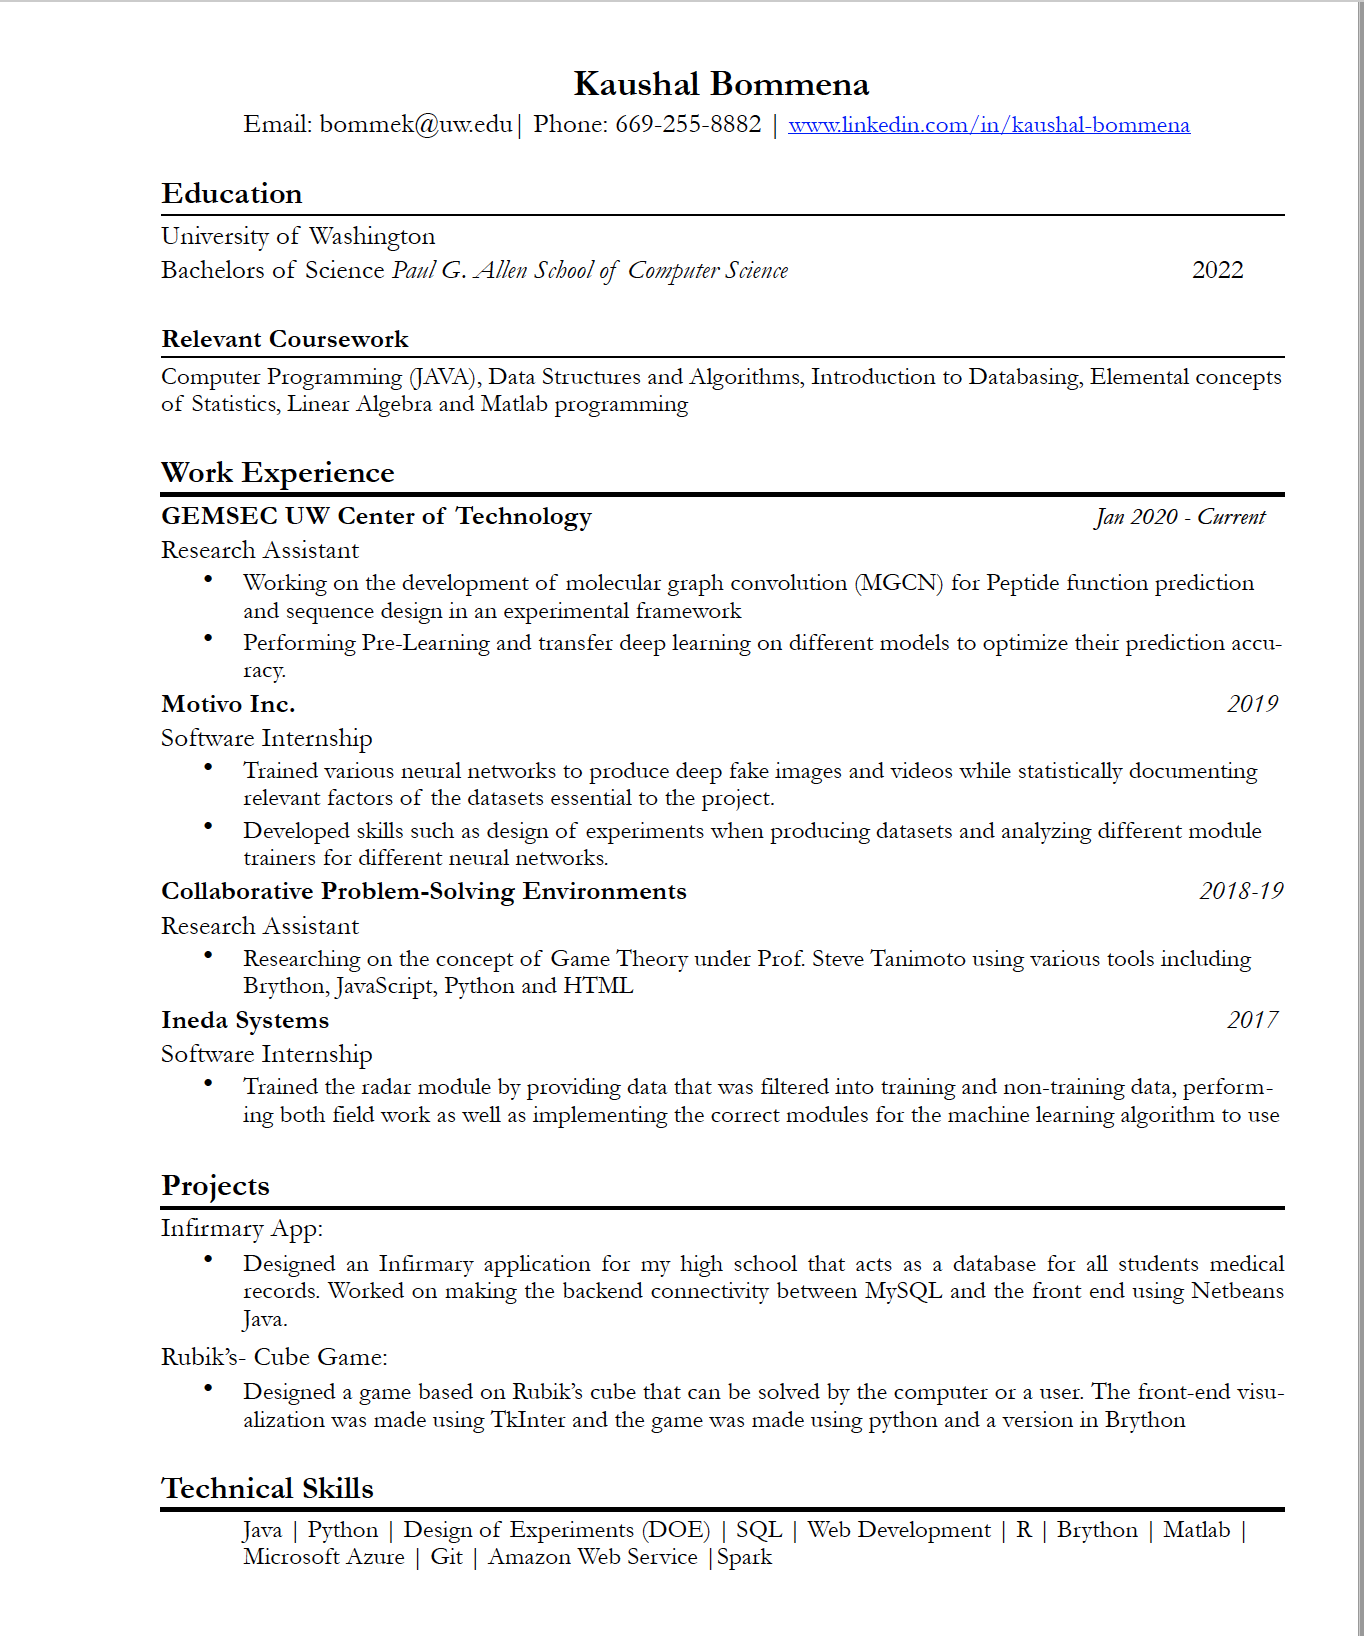 Kaushal Bommena
Email: bommek@uw.edu| Phone: 669-255-8882 | www.linkedin.com/in/kaushal-bommena
Education
University of Washington
Bachelors of Science Paul G. Allen School of Computer Science 2022
Relevant Coursework
Computer Programming (JAVA), Data Structures and Algorithms, Introduction to Databasing, Elemental concepts
of Statistics, Linear Algebra and Matlab programming
Work Experience
GEMSEC UW Center of Technology Jan 2020 - Current
Research Assistant
• Working on the development of molecular graph convolution (MGCN) for Peptide function prediction
and sequence design in an experimental framework
• Performing Pre-Learning and transfer deep learning on different models to optimize their prediction accu-
racy.
Motivo Inc. 2019
Software Internship
• Trained various neural networks to produce deep fake images and videos while statistically documenting
relevant factors of the datasets essential to the project.
• Developed skills such as design of experiments when producing datasets and analyzing different module
trainers for different neural networks.
Collaborative Problem-Solving Environments 2018-19
Research Assistant
• Researching on the concept of Game Theory under Prof. Steve Tanimoto using various tools including
Brython, JavaScript, Python and HTML
Ineda Systems 2017
Software Internship
• Trained the radar module by providing data that was filtered into training and non-training data, perform-
ing both field work as well as implementing the correct modules for the machine learning algorithm to use
Projects
Infirmary App:
• Designed an Infirmary application for my high school that acts as a database for all students medical
records. Worked on making the backend connectivity between MySQL and the front end using Netbeans
Java.
Rubik’s- Cube Game:
• Designed a game based on Rubik’s cube that can be solved by the computer or a user. The front-end visu-
alization was made using TkInter and the game was made using python and a version in Brython
Technical Skills
Java | Python | Design of Experiments (DOE) | SQL | Web Development | R | Brython | Matlab |
Microsoft Azure | Git | Amazon Web Service |Spark